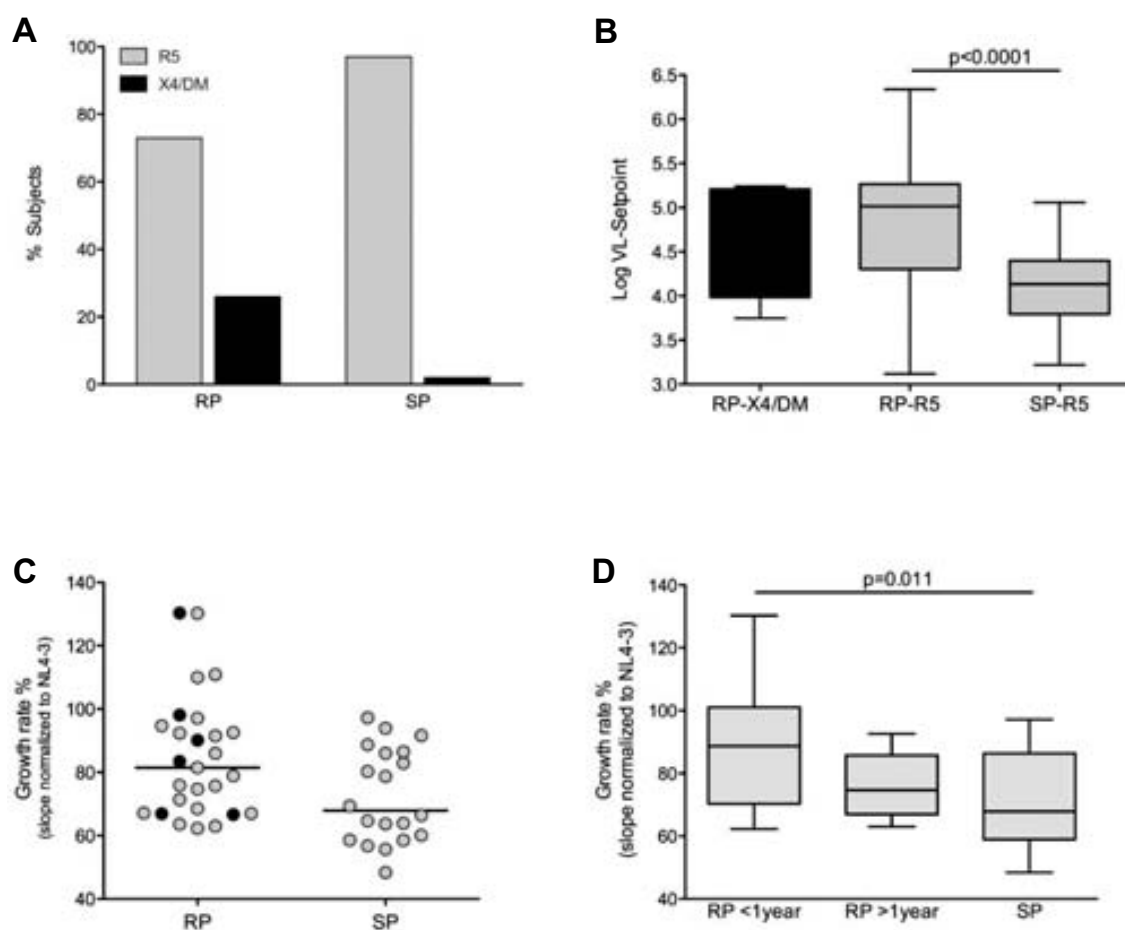 A
R5
X4/DM
100
80
60
40
20
0
% Subjects
RP
SP
B
p<0.0001
6.5
6.0
5.5
5.0
4.5
4.0
3.5
3.0
Log VL-Setpoint
RP-X4/DM
RP-R5
SP-R5
C
140
120
100
80
60
40
Growth rate %
(slope normalized to NL4-3)
RP
SP
D
p=0.011
140
120
100
80
60
40
Growth rate %
(slope normalized to NL4-3)
RP <1year
RP >1year
SP